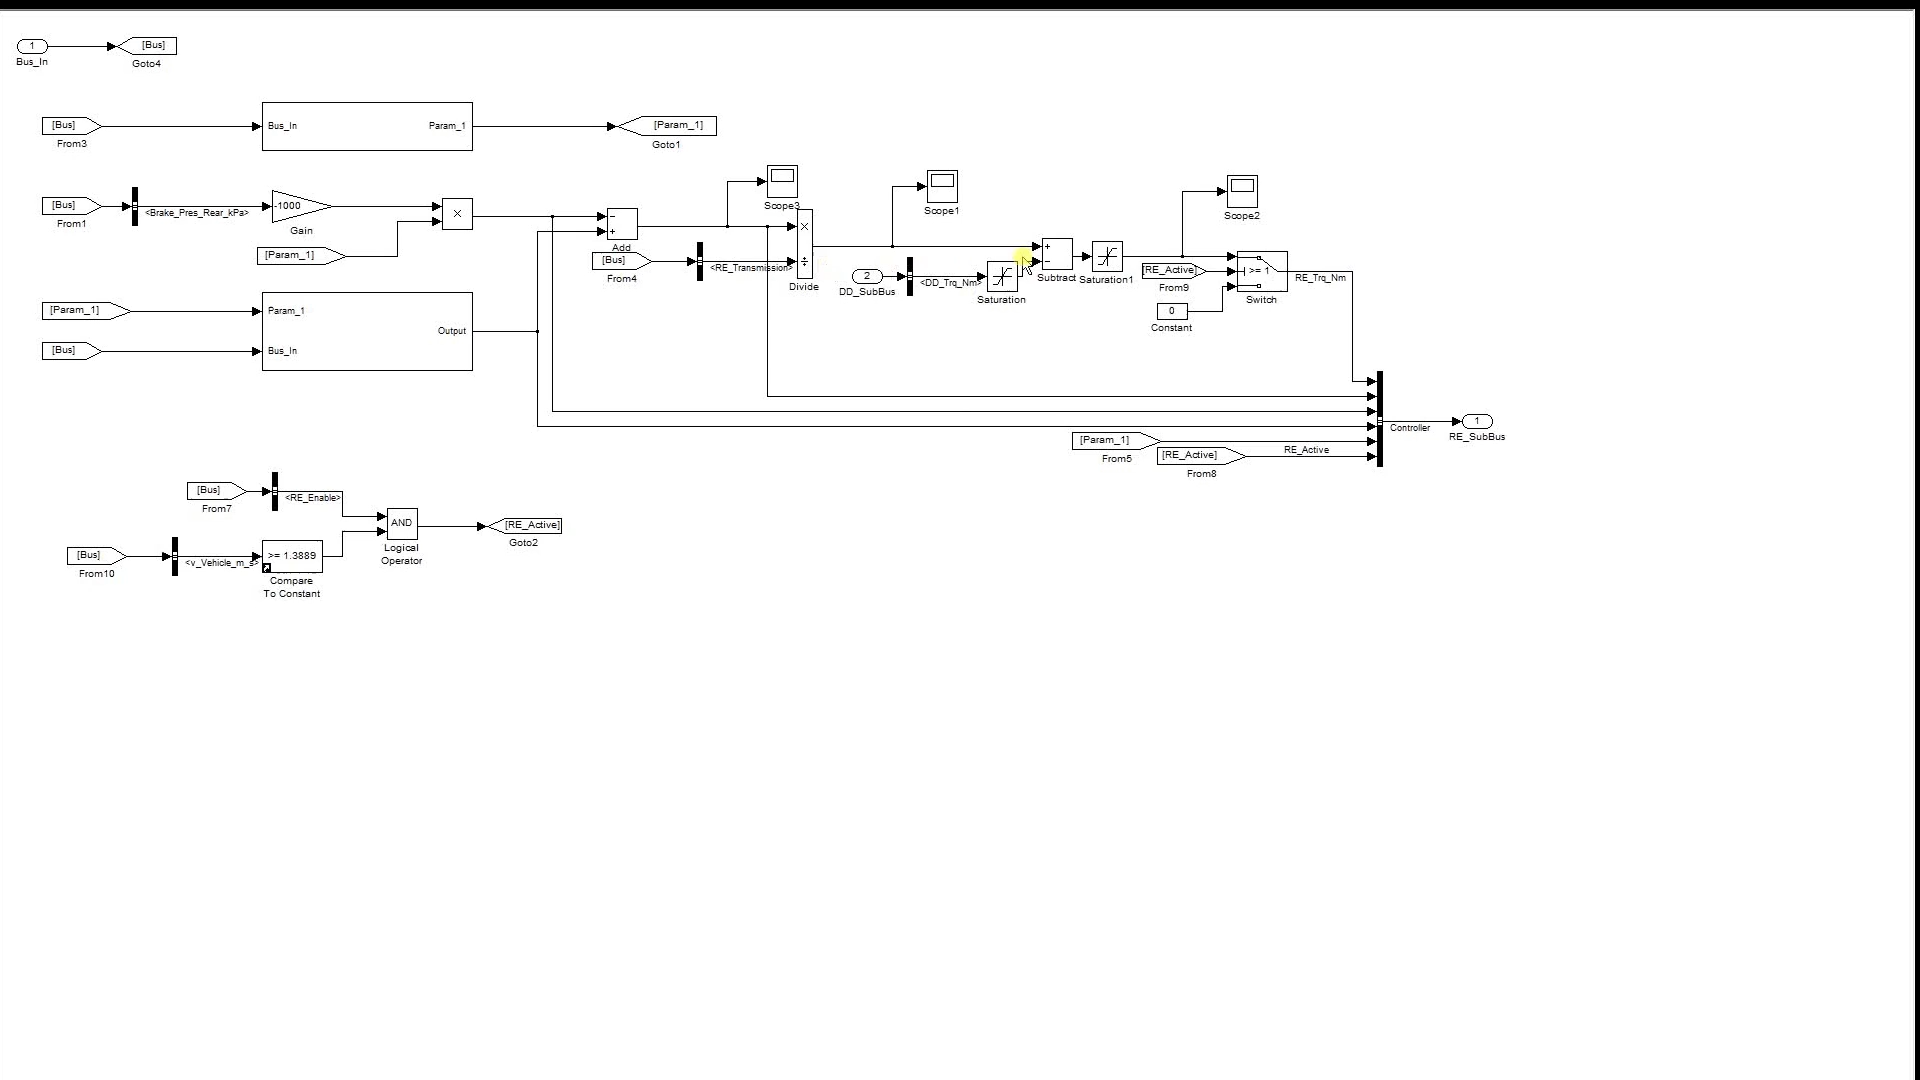 1
[Bus]
Bus_In
Goto4
[Bus]
Bus_In
Param_1
[Param_1]
From3
Goto1
[Bus]
<Brake_Pres_Rear_kPa>
-1000
From1
Gain
[Param_1]
×
−
+
Add
Scope3
[Bus]
<RE_Transmission>
From4
×
÷
Divide
Scope1
2
<DD_Trq_Nm>
DD_SubBus
Saturation
+
−
Subtract
Saturation1
Scope2
[RE_Active]
From9
>= 1
Switch
0
Constant
RE_Trq_Nm
[Param_1]
Param_1
Output
[Bus]
Bus_In
[Param_1]
From5
[RE_Active]
RE_Active
From8
Controller
1
RE_SubBus
[Bus]
<RE_Enable>
From7
AND
Logical
Operator
[RE_Active]
Goto2
[Bus]
<v_Vehicle_m_s>
From10
>= 1.3889
Compare
To Constant